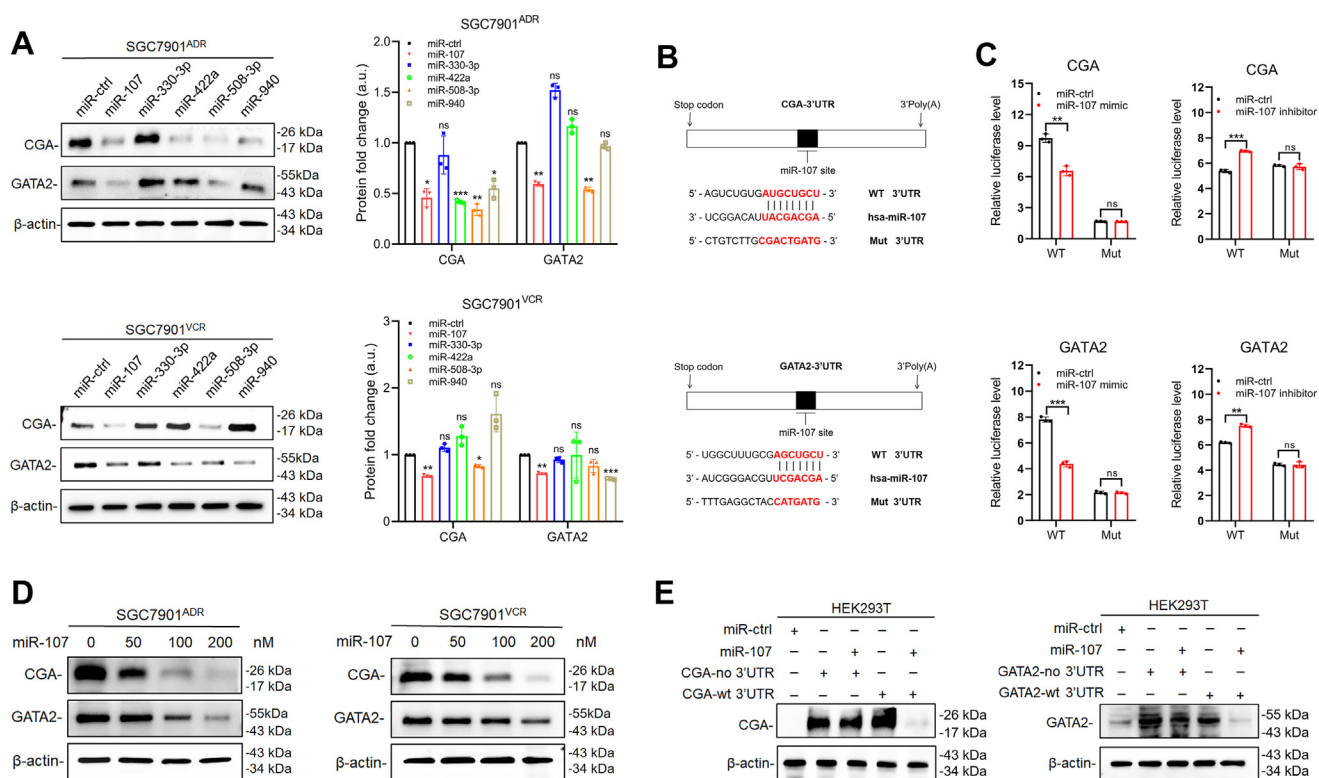 A
SGC7901ADR
miR-ctrl
miR-107
miR-330-3p
miR-422a
miR-508-3p
miR-940
CGA-
-26 kDa
-17 kDa
GATA2-
-55kDa
-43 kDa
β-actin-
-43 kDa
-34 kDa
SGC7901ADR
Protein fold change (a.u.)
2.0
1.5
1.0
0.5
0.0
miR-ctrl
miR-107
miR-330-3p
miR-422a
miR-508-3p
miR-940
* ns *** ** *
** ns ns ** ns
CGA GATA2
SGC7901VCR
miR-ctrl
miR-107
miR-330-3p
miR-422a
miR-508-3p
miR-940
CGA-
-26 kDa
-17 kDa
GATA2-
-55kDa
-43 kDa
β-actin-
-43 kDa
-34 kDa
SGC7901VCR
Protein fold change (a.u.)
3
2
1
0
miR-ctrl
miR-107
miR-330-3p
miR-422a
miR-508-3p
miR-940
** ns ns * ns
** ns ns ns ***
CGA GATA2
B
Stop codon CGA-3'UTR 3'Poly(A)
miR-107 site
5' - AGUCUGUGAUGCUGCU - 3' WT 3'UTR
3' - UCGGACAUUACGACGA - 5' hsa-miR-107
5' - CTGTCTTGCGACTGATG - 3' Mut 3'UTR
Stop codon GATA2-3'UTR 3'Poly(A)
miR-107 site
5' - UGGCUUUGCGAGCUGCU - 3' WT 3'UTR
3' - AUCGGGACGUUCGACGA - 5' hsa-miR-107
5' - TTTGAGGCTACCATGATG - 3' Mut 3'UTR
C
CGA
miR-ctrl
miR-107 mimic
Relative luciferase level
15
12
9
6
3
0
**
ns
WT Mut
CGA
miR-ctrl
miR-107 inhibitor
Relative luciferase level
12.0
10.5
9.0
7.5
6.0
4.5
3.0
1.5
0.0
***
ns
WT Mut
GATA2
miR-ctrl
miR-107 mimic
Relative luciferase level
12
10
8
6
4
2
0
***
ns
WT Mut
GATA2
miR-ctrl
miR-107 inhibitor
Relative luciferase level
12
10
8
6
4
2
0
**
ns
WT Mut
D
SGC7901ADR
miR-107 0 50 100 200 nM
CGA-
-26 kDa
-17 kDa
GATA2-
-55kDa
-43 kDa
β-actin-
-43 kDa
-34 kDa
SGC7901VCR
miR-107 0 50 100 200 nM
CGA-
-26 kDa
-17 kDa
GATA2-
-55kDa
-43 kDa
β-actin-
-43 kDa
-34 kDa
E
HEK293T
miR-ctrl + − − − −
miR-107 − − + − +
CGA-no 3'UTR − + + − −
CGA-wt 3'UTR − − − + +
CGA-
-26 kDa
-17 kDa
β-actin-
-43 kDa
-34 kDa
HEK293T
miR-ctrl + − − − −
miR-107 − − + − +
GATA2-no 3'UTR − + + − −
GATA2-wt 3'UTR − − − + +
GATA2-
-55 kDa
-43 kDa
β-actin-
-43 kDa
-34 kDa